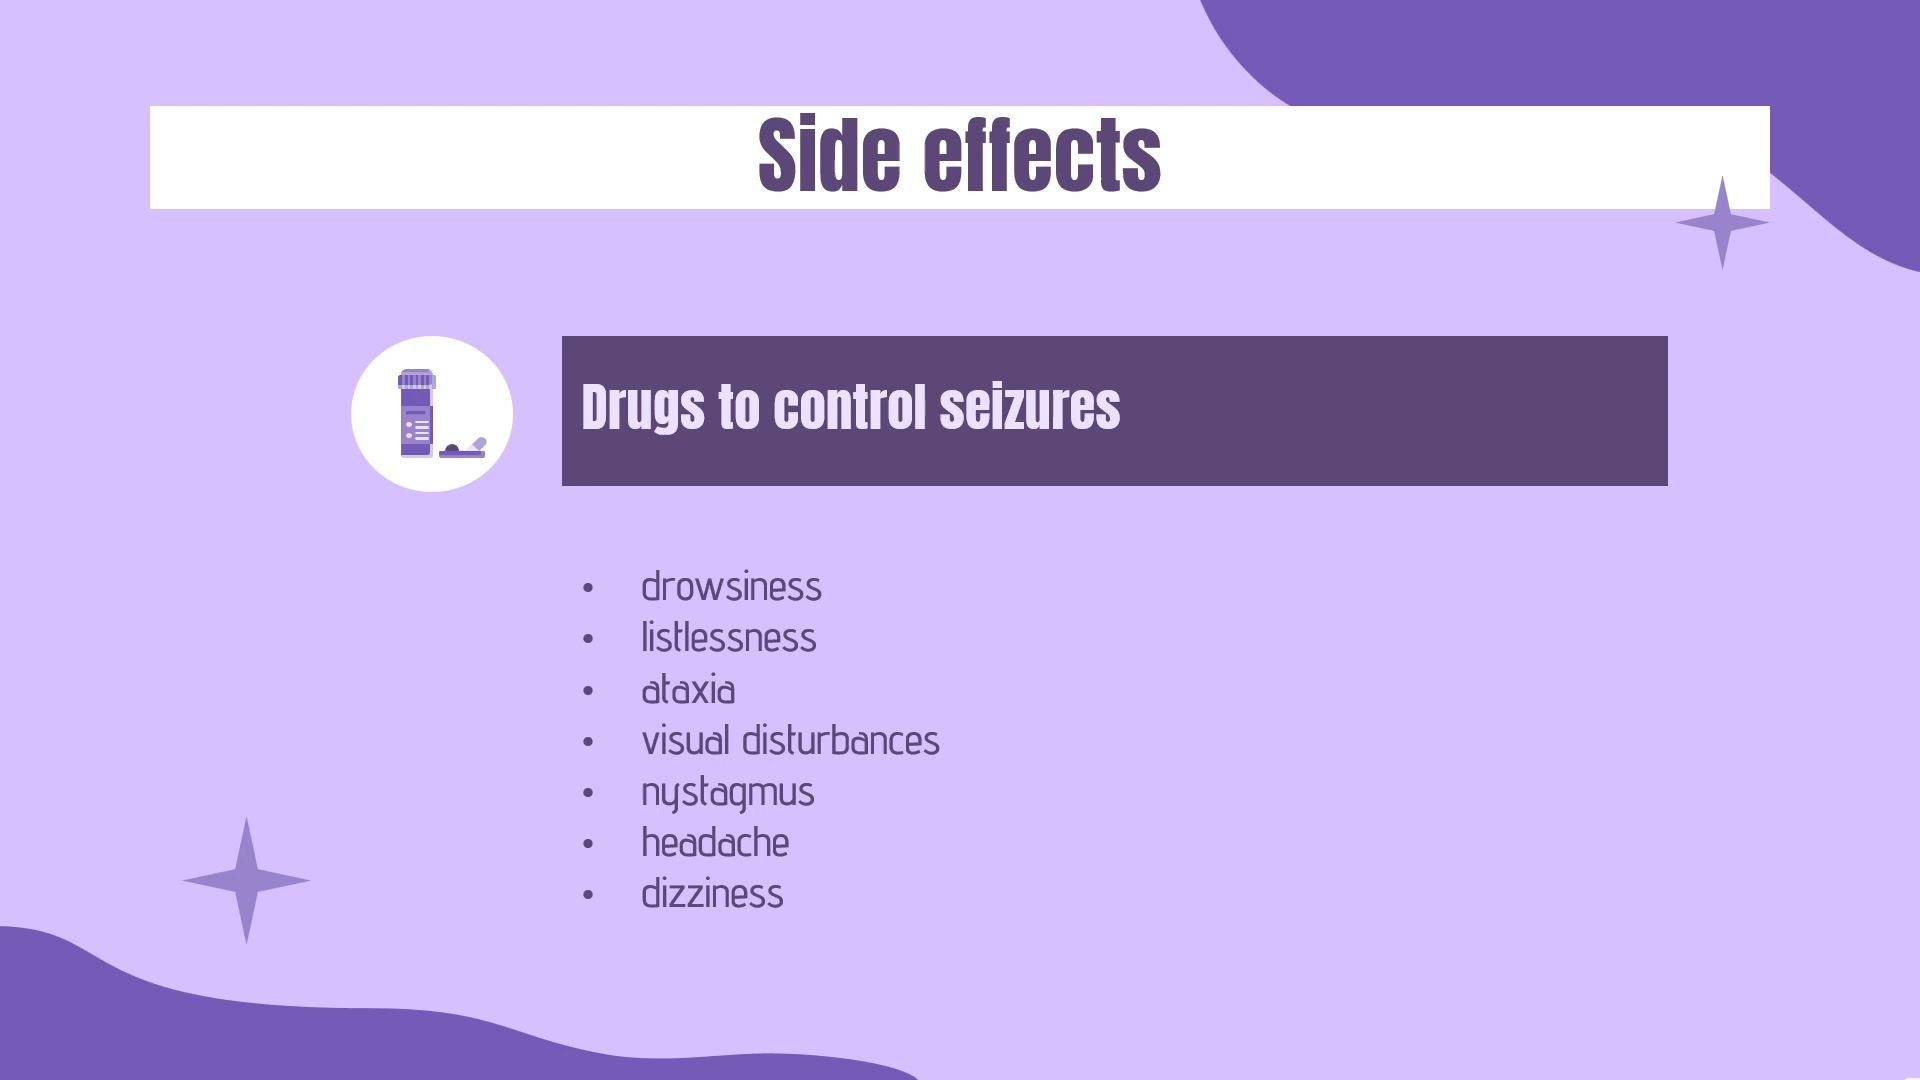 Side effects
Drugs to control seizures
• drowsiness
• listlessness
• ataxia
• visual disturbances
• nystagmus
• headache
• dizziness